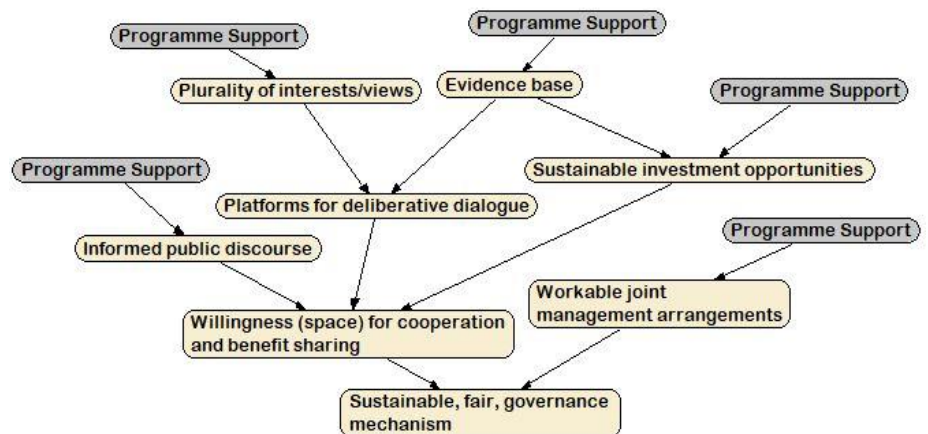 Programme Support
Programme Support
Plurality of interests/views
Evidence base
Programme Support
Programme Support
Sustainable investment opportunities
Platforms for deliberative dialogue
Programme Support
Informed public discourse
Workable joint
management arrangements
Willingness (space) for cooperation
and benefit sharing
Sustainable, fair, governance
mechanism